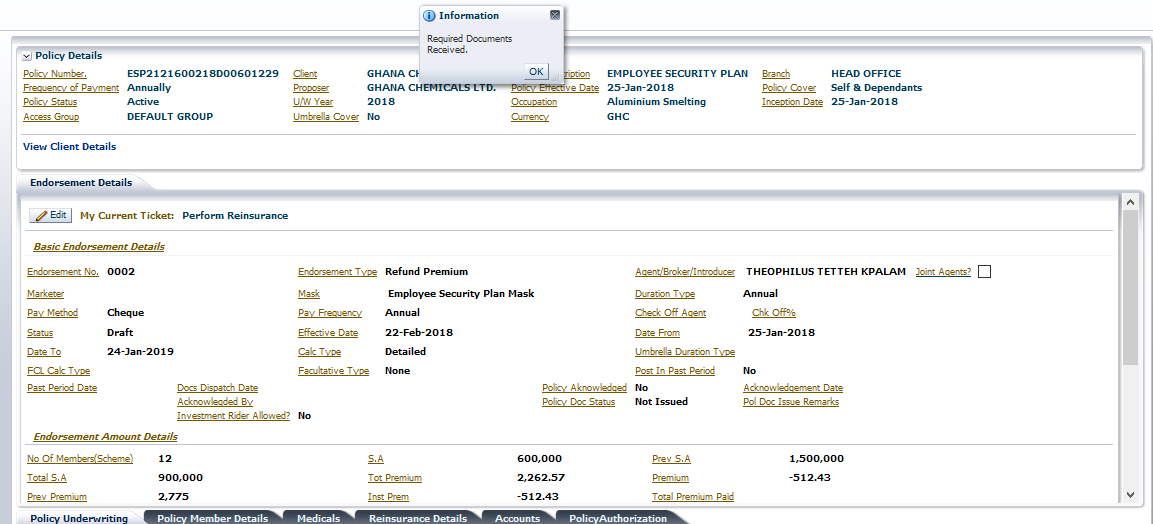 Information
Required Documents
Received.
OK
Policy Details
Policy Number. ESP2121600218D00601229 Client GHANA CH ription EMPLOYEE SECURITY PLAN Branch HEAD OFFICE
Frequency of Payment Annually Proposer GHANA CHEMICALS LTD. Policy Effective Date 25-Jan-2018 Policy Cover Self & Dependants
Policy Status Active U/W Year 2018 Occupation Aluminium Smelting Inception Date 25-Jan-2018
Access Group DEFAULT GROUP Umbrella Cover No Currency GHC
View Client Details
Endorsement Details
Edit My Current Ticket: Perform Reinsurance
Basic Endorsement Details
Endorsement No. 0002 Endorsement Type Refund Premium Agent/Broker/Introducer THEOPHILUS TETTEH KPALAM Joint Agents?
Marketer Mask Employee Security Plan Mask Duration Type Annual
Pay Method Cheque Pay Frequency Annual Check Off Agent Chk Off%
Status Draft Effective Date 22-Feb-2018 Date From 25-Jan-2018
Date To 24-Jan-2019 Calc Type Detailed Umbrella Duration Type
FCL Calc Type Facultative Type None Post In Past Period No
Past Period Date Docs Dispatch Date Policy Aknowledged No Acknowledgement Date
Acknowlegded By Policy Doc Status Not Issued Pol Doc Issue Remarks
Investment Rider Allowed? No
Endorsement Amount Details
No Of Members(Scheme) 12 S.A 600,000 Prev S.A 1,500,000
Total S.A 900,000 Tot Premium 2,262.57 Premium -512.43
Prev Premium 2,775 Inst Prem -512.43 Total Premium Paid
Policy Underwriting Policy Member Details Medicals Reinsurance Details Accounts PolicyAuthorization